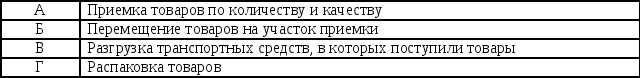 А Приемка товаров по количеству и качеству
Б Перемещение товаров на участок приемки
В Разгрузка транспортных средств, в которых поступили товары
Г Распаковка товаров